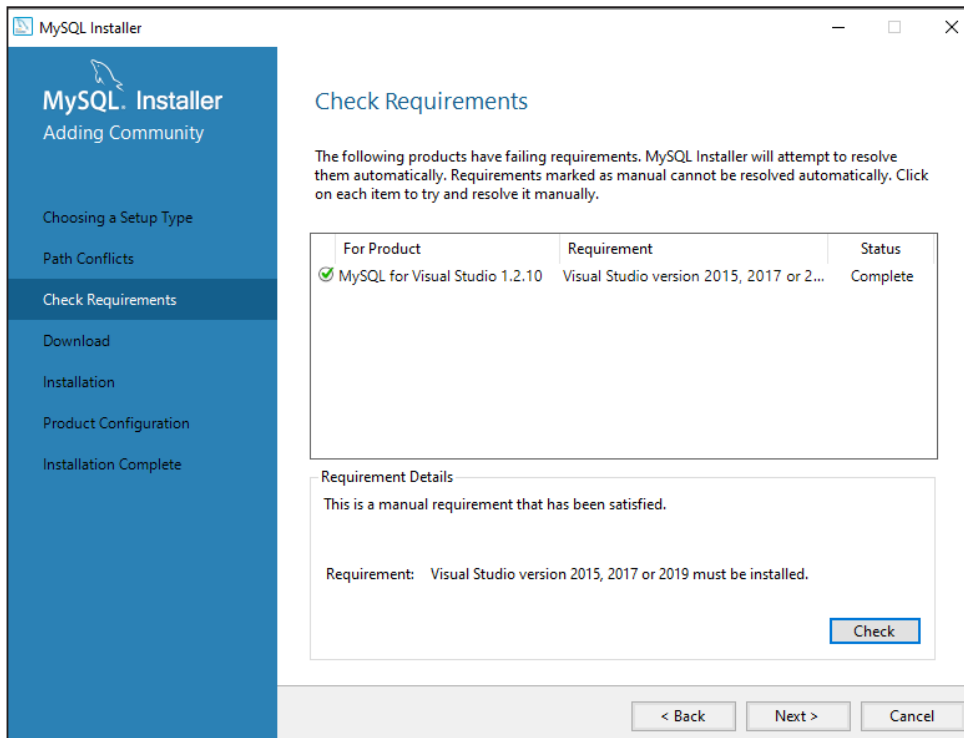 MySQL Installer
MySQL. Installer
Adding Community
Choosing a Setup Type
Path Conflicts
Check Requirements
Download
Installation
Product Configuration
Installation Complete
Check Requirements
The following products have failing requirements. MySQL Installer will attempt to resolve
them automatically. Requirements marked as manual cannot be resolved automatically. Click
on each item to try and resolve it manually.
For Product Requirement Status
MySQL for Visual Studio 1.2.10 Visual Studio version 2015, 2017 or 2... Complete
Requirement Details
This is a manual requirement that has been satisfied.
Requirement: Visual Studio version 2015, 2017 or 2019 must be installed.
Check
< Back Next > Cancel